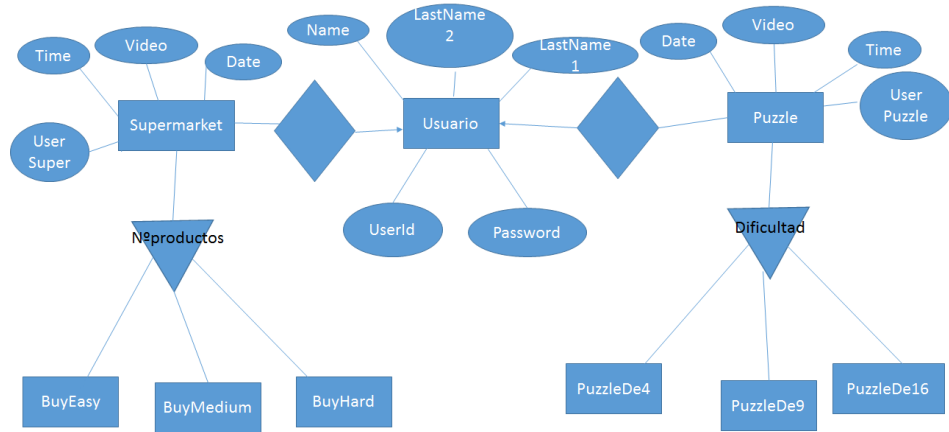 LastName
2
Name
Video
Time
Date
LastName
1
Date
Video
Time
User
Puzzle
Supermarket
Usuario
Puzzle
User
Super
UserId
Password
Nºproductos
Dificultad
BuyEasy
BuyMedium
BuyHard
PuzzleDe4
PuzzleDe9
PuzzleDe16